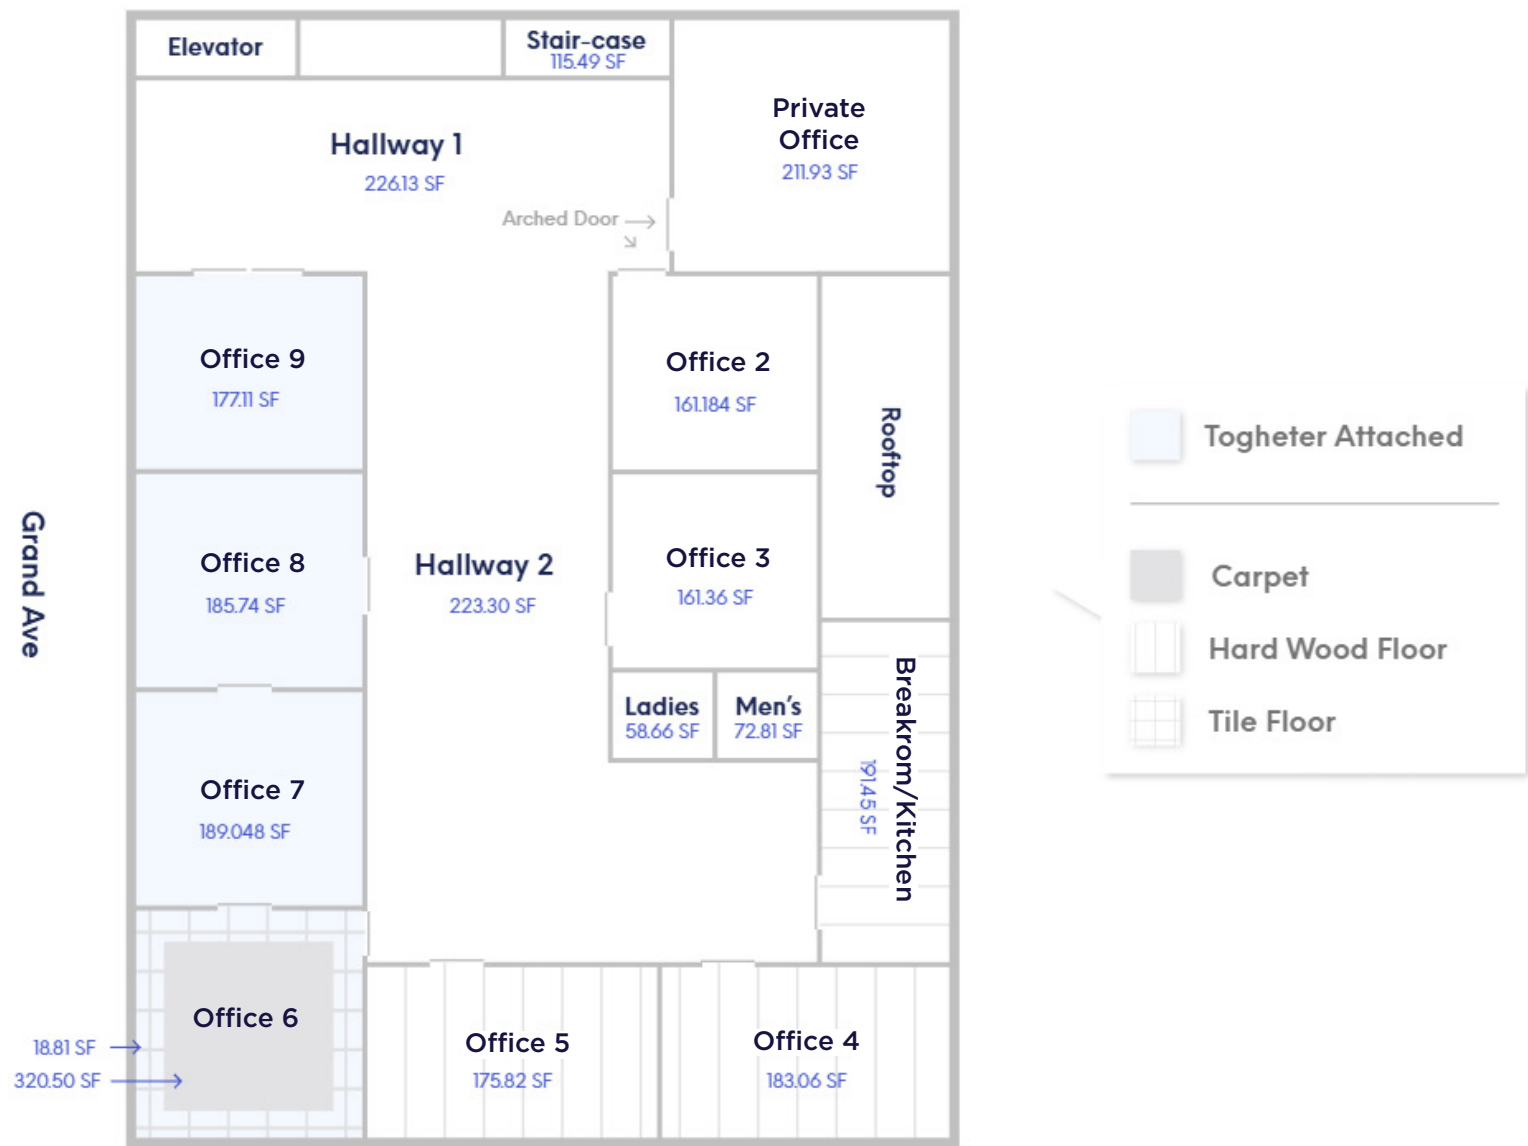 Elevator
Stair-case
115.49 SF
Private
Office
211.93 SF
Hallway 1
226.13 SF
Arched Door
Office 9
177.11 SF
Office 2
161.184 SF
Rooftop
Togheter Attached
Grand Ave
Office 8
185.74 SF
Hallway 2
223.30 SF
Office 3
161.36 SF
Carpet
Hard Wood Floor
Tile Floor
Ladies
58.66 SF
Men's
72.81 SF
Breakrom/Kitchen
191.45 SF
Office 7
189.048 SF
Office 6
18.81 SF
320.50 SF
Office 5
175.82 SF
Office 4
183.06 SF